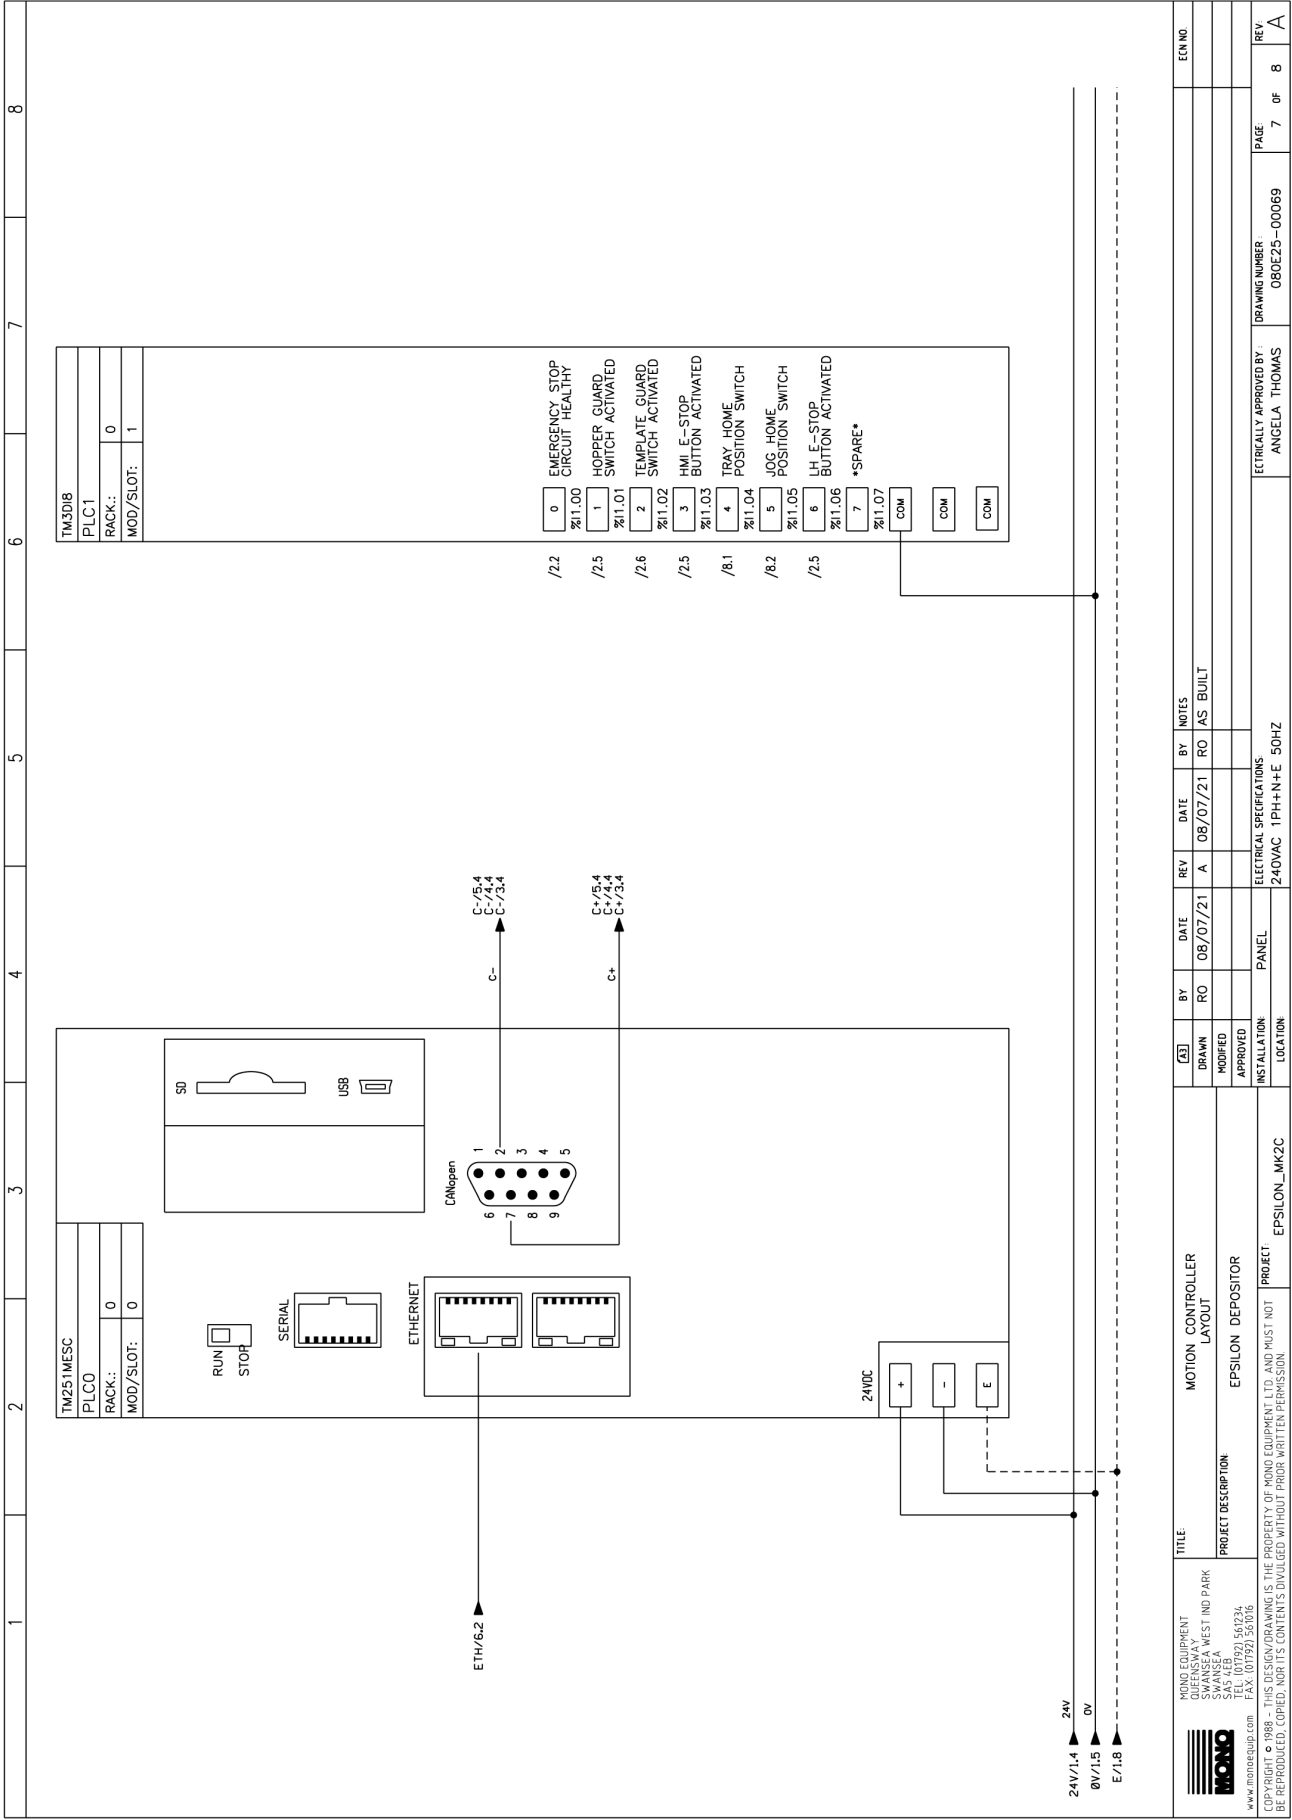 1
2
3
4
5
6
7
8
TM251MESC
PLC0
RACK.: 0
MOD/SLOT: 0
RUN
STOP
SERIAL
ETHERNET
SD
USB
CANopen
1
2
3
4
5
6
7
8
9
C-
C-/5.4
C-/4.4
C-/3.4
C+
C+/5.4
C+/4.4
C+/3.4
ETH/6.2
24VDC
+
-
E
TM3DI8
PLC1
RACK.: 0
MOD/SLOT: 1
/2.2 0 EMERGENCY STOP
CIRCUIT HEALTHY
%I1.00
/2.5 1 HOPPER GUARD
SWITCH ACTIVATED
%I1.01
/2.6 2 TEMPLATE GUARD
SWITCH ACTIVATED
%I1.02
/2.5 3 HMI E-STOP
BUTTON ACTIVATED
%I1.03
/8.1 4 TRAY HOME
POSITION SWITCH
%I1.04
/8.2 5 JOG HOME
POSITION SWITCH
%I1.05
/2.5 6 LH E-STOP
BUTTON ACTIVATED
%I1.06
7 *SPARE*
%I1.07
COM
COM
COM
24V/1.4 24V
0V/1.5 0V
E/1.8
MONO
www.monoequip.com
MONO EQUIPMENT
QUEENSWAY
SWANSEA WEST IND PARK
SWANSEA
SA5 4EB
TEL: (01792) 561234
FAX: (01792) 561016
COPYRIGHT © 1988 - THIS DESIGN/DRAWING IS THE PROPERTY OF MONO EQUIPMENT LTD. AND MUST NOT
BE REPRODUCED, COPIED, NOR ITS CONTENTS DIVULGED WITHOUT PRIOR WRITTEN PERMISSION.
TITLE:
MOTION CONTROLLER
LAYOUT
PROJECT DESCRIPTION:
EPSILON DEPOSITOR
PROJECT:
EPSILON_MK2C
A3 BY DATE REV DATE BY NOTES ECN NO.
DRAWN RO 08/07/21 A 08/07/21 RO AS BUILT
MODIFIED
APPROVED
INSTALLATION: PANEL
LOCATION:
ELECTRICAL SPECIFICATIONS:
240VAC 1PH+N+E 50HZ
ECTRICALLY APPROVED BY :
ANGELA THOMAS
DRAWING NUMBER :
080E25-00069
PAGE:
7 OF 8
REV:
A